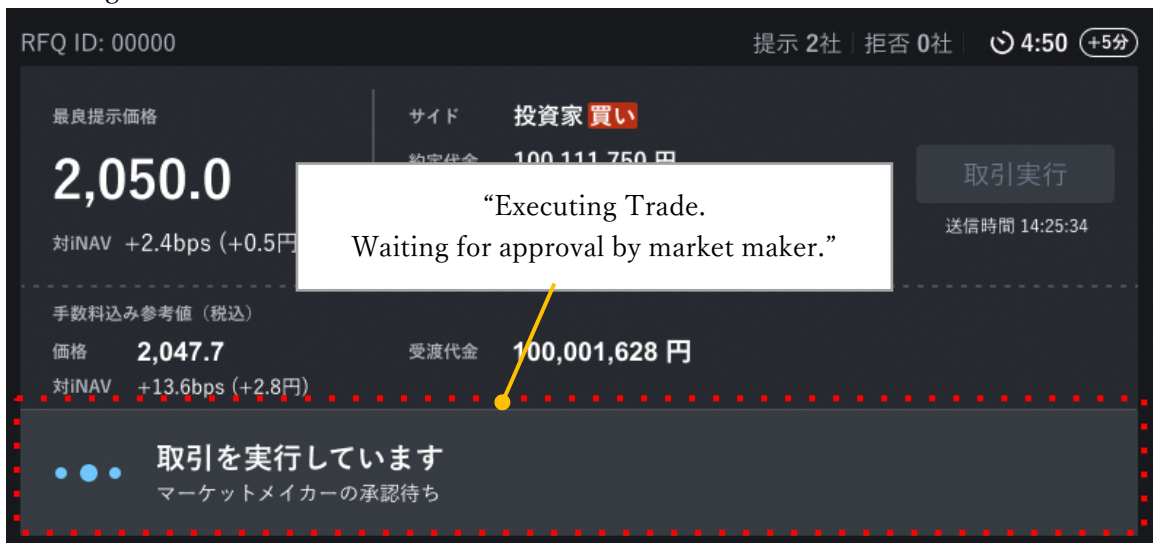 RFQ ID: 00000
提示 2社 拒否 0社 4:50 +5分
最良提示価格
サイド 投資家 買い
2,050.0
約定代金 100,111,750 円
取引実行
対iNAV +2.4bps (+0.5円
送信時間 14:25:34
“Executing Trade.
Waiting for approval by market maker.”
手数料込み参考値（税込）
価格 2,047.7
受渡代金 100,001,628 円
対iNAV +13.6bps (+2.8円)
取引を実行しています
マーケットメイカーの承認待ち